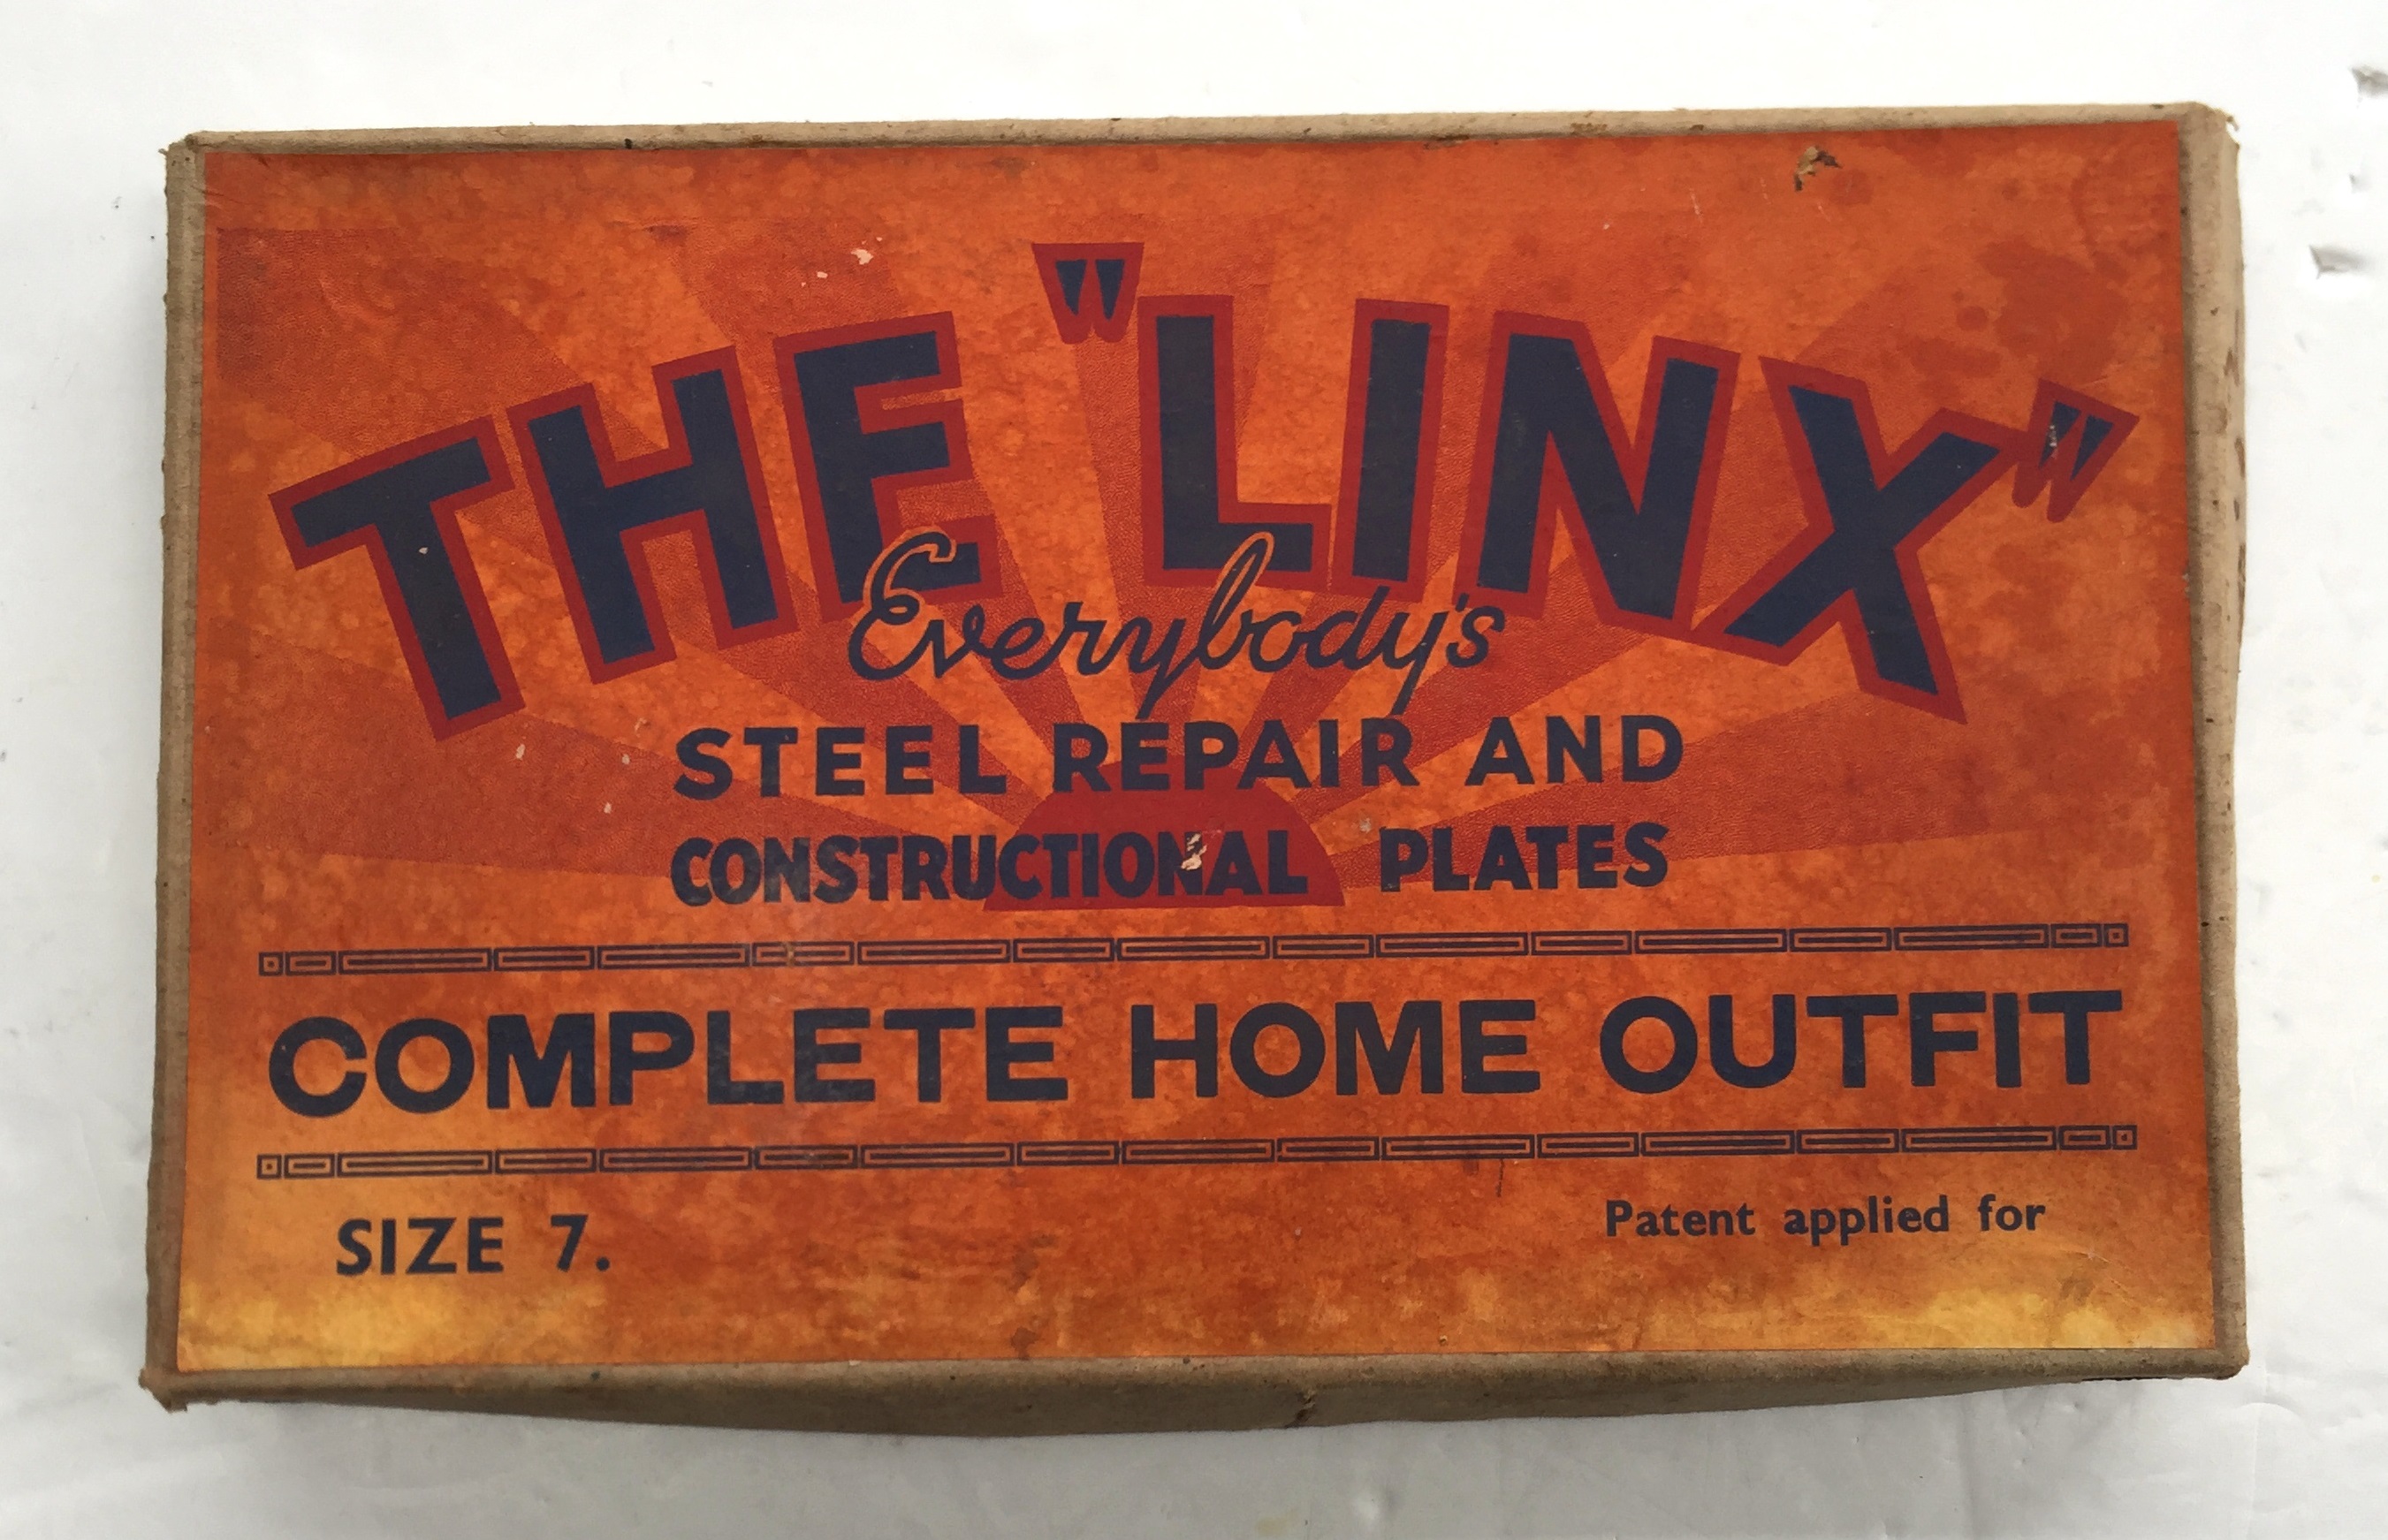 THE "LINX"
Everybody's
STEEL REPAIR AND
CONSTRUCTIONAL PLATES
COMPLETE HOME OUTFIT
SIZE 7.
Patent applied for